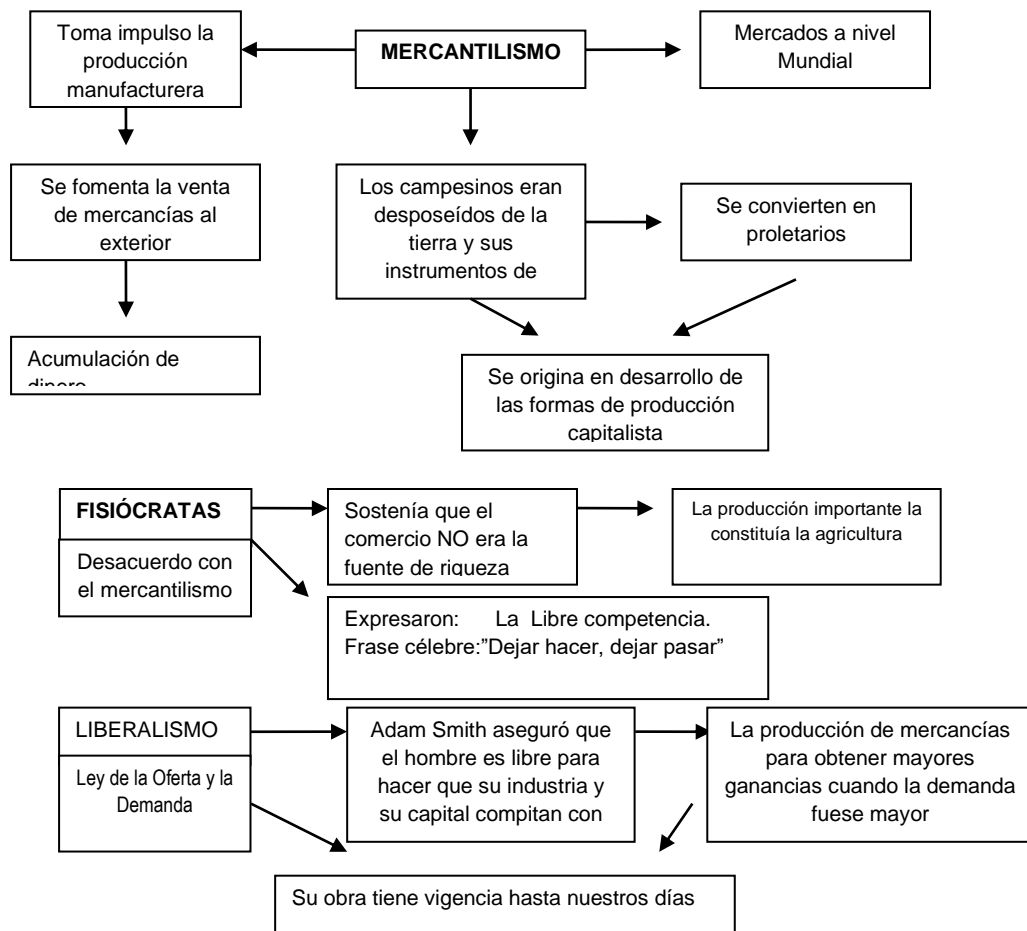 Toma impulso la
producción
manufacturera
MERCANTILISMO
Mercados a nivel
Mundial
Se fomenta la venta
de mercancías al
exterior
Los campesinos eran
desposeídos de la
tierra y sus
instrumentos de
Se convierten en
proletarios
Acumulación de
dinero
Se origina en desarrollo de
las formas de producción
capitalista
FISIÓCRATAS
Desacuerdo con
el mercantilismo
Sostenía que el
comercio NO era la
fuente de riqueza
La producción importante la
constituía la agricultura
Expresaron: La Libre competencia.
Frase célebre:”Dejar hacer, dejar pasar”
LIBERALISMO
Ley de la Oferta y la
Demanda
Adam Smith aseguró que
el hombre es libre para
hacer que su industria y
su capital compitan con
La producción de mercancías
para obtener mayores
ganancias cuando la demanda
fuese mayor
Su obra tiene vigencia hasta nuestros días